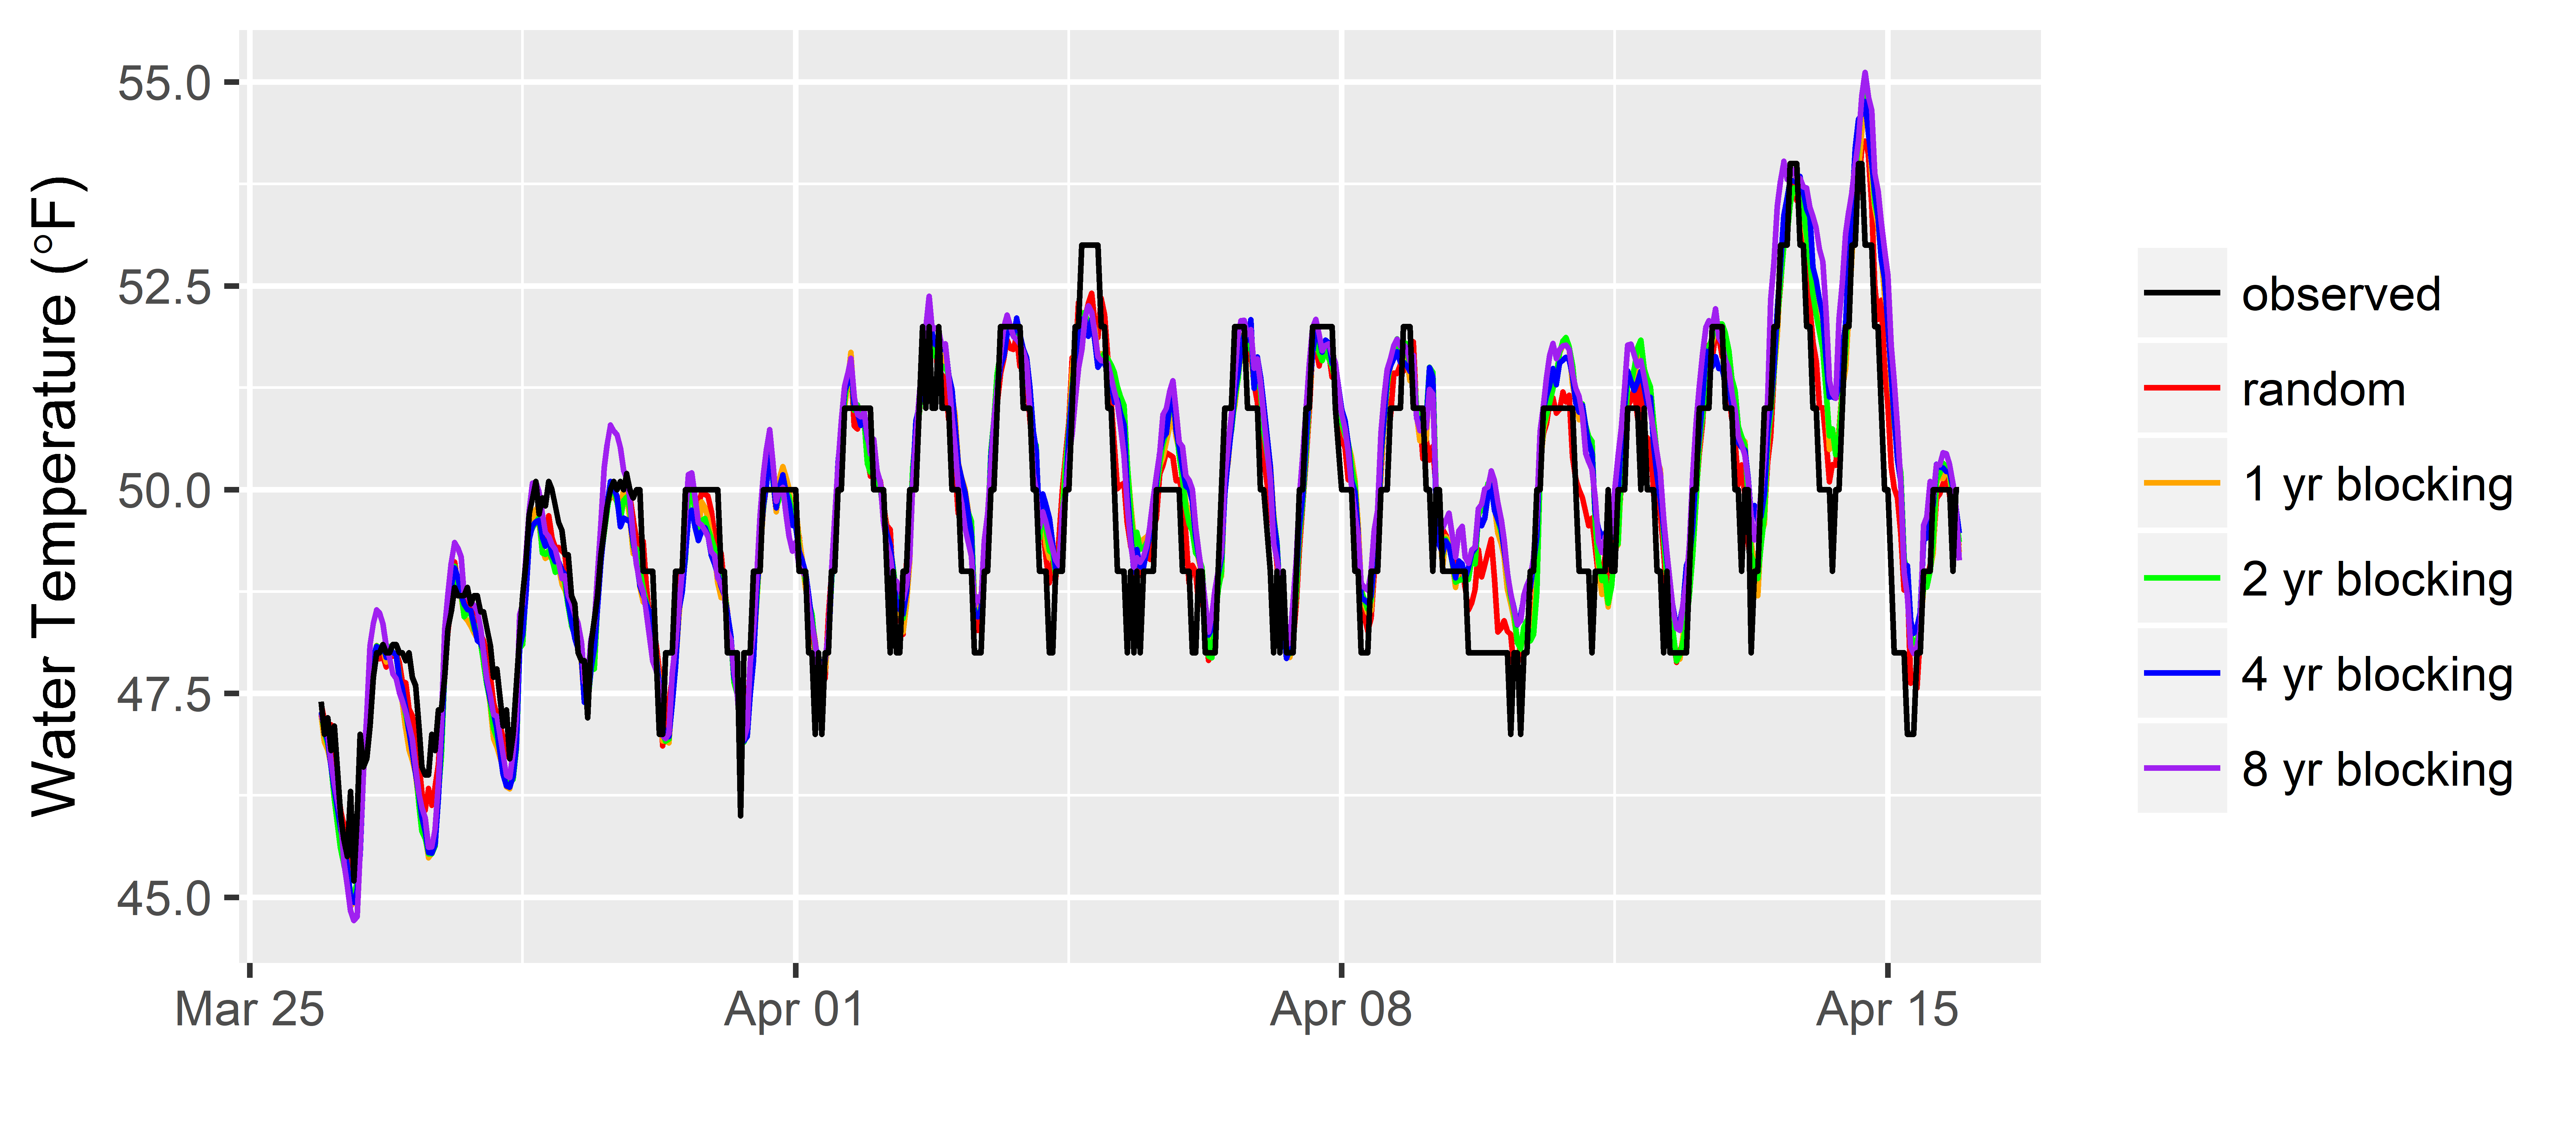 Water Temperature (°F)
55.0
52.5
50.0
47.5
45.0
Mar 25
Apr 01
Apr 08
Apr 15
observed
random
1 yr blocking
2 yr blocking
4 yr blocking
8 yr blocking